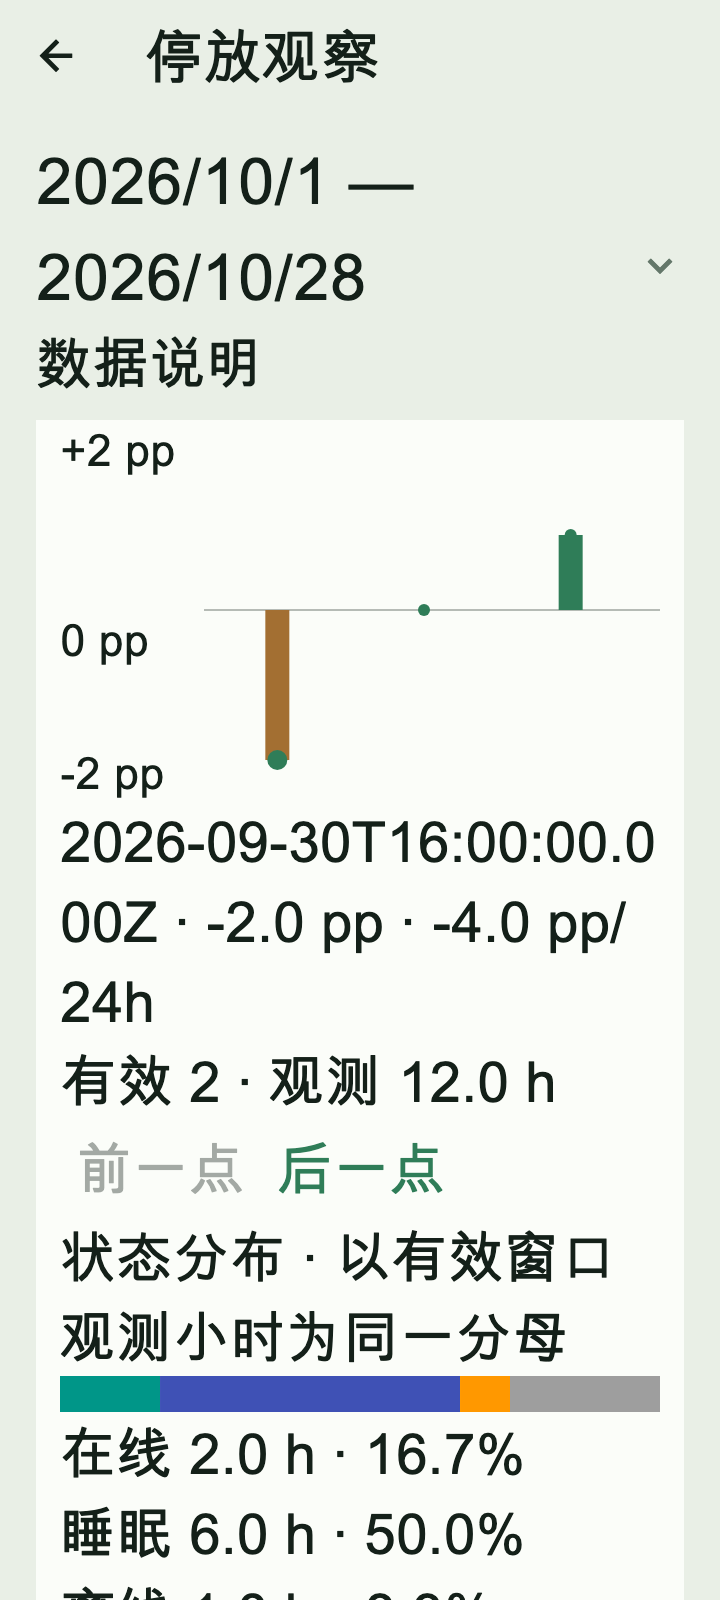 停放观察
2026/10/1 —
2026/10/28
数据说明
+2 pp
0 pp
-2 pp
2026-09-30T16:00:00.0
00Z · -2.0 pp · -4.0 pp/
24h
有效 2 · 观测 12.0 h
前一点 后一点
状态分布 · 以有效窗口
观测小时为同一分母
在线 2.0 h · 16.7%
睡眠 6.0 h · 50.0%